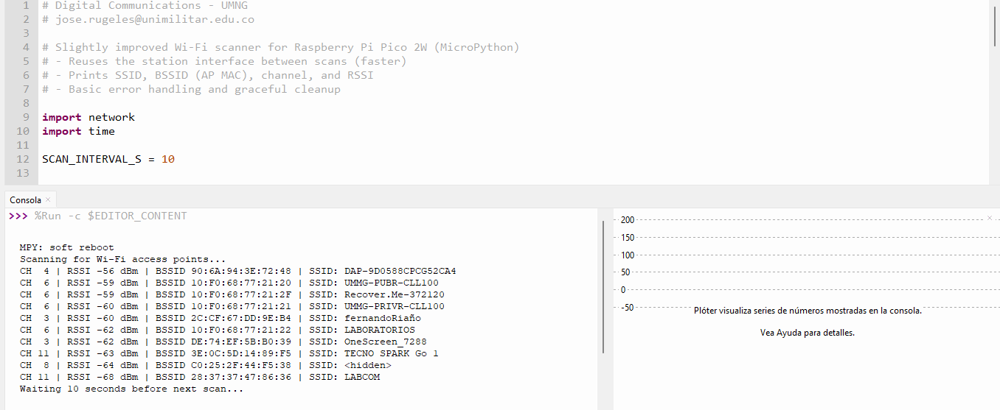 1 # Digital Communications - UMNG
2 # jose.rugeles@unimilitar.edu.co
3
4 # Slightly improved Wi-Fi scanner for Raspberry Pi Pico 2W (MicroPython)
5 # - Reuses the station interface between scans (faster)
6 # - Prints SSID, BSSID (AP MAC), channel, and RSSI
7 # - Basic error handling and graceful cleanup
8
9 import network
10 import time
11
12 SCAN_INTERVAL_S = 10
13
Consola ×
>>> %Run -c $EDITOR_CONTENT
MPY: soft reboot
Scanning for Wi-Fi access points...
CH  4 | RSSI -56 dBm | BSSID 90:6A:94:3E:72:48 | SSID: DAP-9D0588CPCG52CA4
CH  6 | RSSI -59 dBm | BSSID 10:F0:68:77:21:20 | SSID: UMMG-PUBR-CLL100
CH  6 | RSSI -59 dBm | BSSID 10:F0:68:77:21:2F | SSID: Recover.Me-372120
CH  6 | RSSI -60 dBm | BSSID 10:F0:68:77:21:21 | SSID: UMMG-PRIVR-CLL100
CH  3 | RSSI -60 dBm | BSSID 2C:CF:67:DD:9E:B4 | SSID: fernandoRiaño
CH  6 | RSSI -62 dBm | BSSID 10:F0:68:77:21:22 | SSID: LABORATORIOS
CH  3 | RSSI -62 dBm | BSSID DE:74:EF:5B:B0:39 | SSID: OneScreen_7288
CH 11 | RSSI -63 dBm | BSSID 3E:0C:5D:14:89:F5 | SSID: TECNO SPARK Go 1
CH  8 | RSSI -64 dBm | BSSID C0:25:2F:44:F5:38 | SSID: <hidden>
CH 11 | RSSI -68 dBm | BSSID 28:37:37:47:86:36 | SSID: LABCOM
Waiting 10 seconds before next scan...
200
150
100
50
0
-50
Plóter visualiza series de números mostradas en la consola.
Vea Ayuda para detalles.